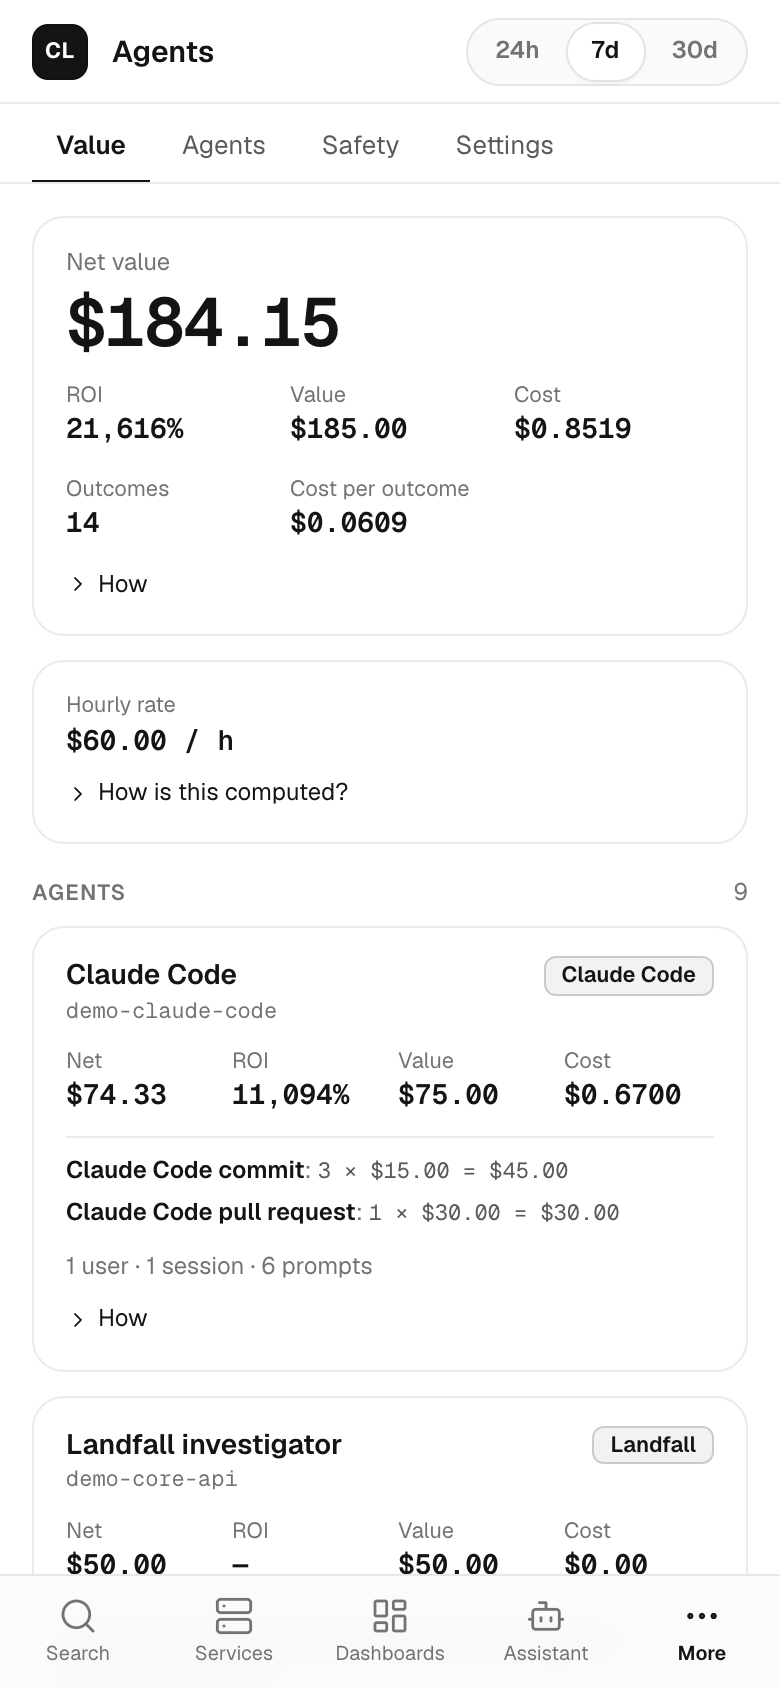 CL Agents 24h 7d 30d
Value Agents Safety Settings
Net value
$184.15
ROI Value Cost
21,616% $185.00 $0.8519
Outcomes Cost per outcome
14 $0.0609
> How
Hourly rate
$60.00 / h
> How is this computed?
AGENTS 9
Claude Code Claude Code
demo-claude-code
Net ROI Value Cost
$74.33 11,094% $75.00 $0.6700
Claude Code commit: 3 × $15.00 = $45.00
Claude Code pull request: 1 × $30.00 = $30.00
1 user · 1 session · 6 prompts
> How
Landfall investigator Landfall
demo-core-api
Net ROI Value Cost
$50.00 – $50.00 $0.00
Search Services Dashboards Assistant More